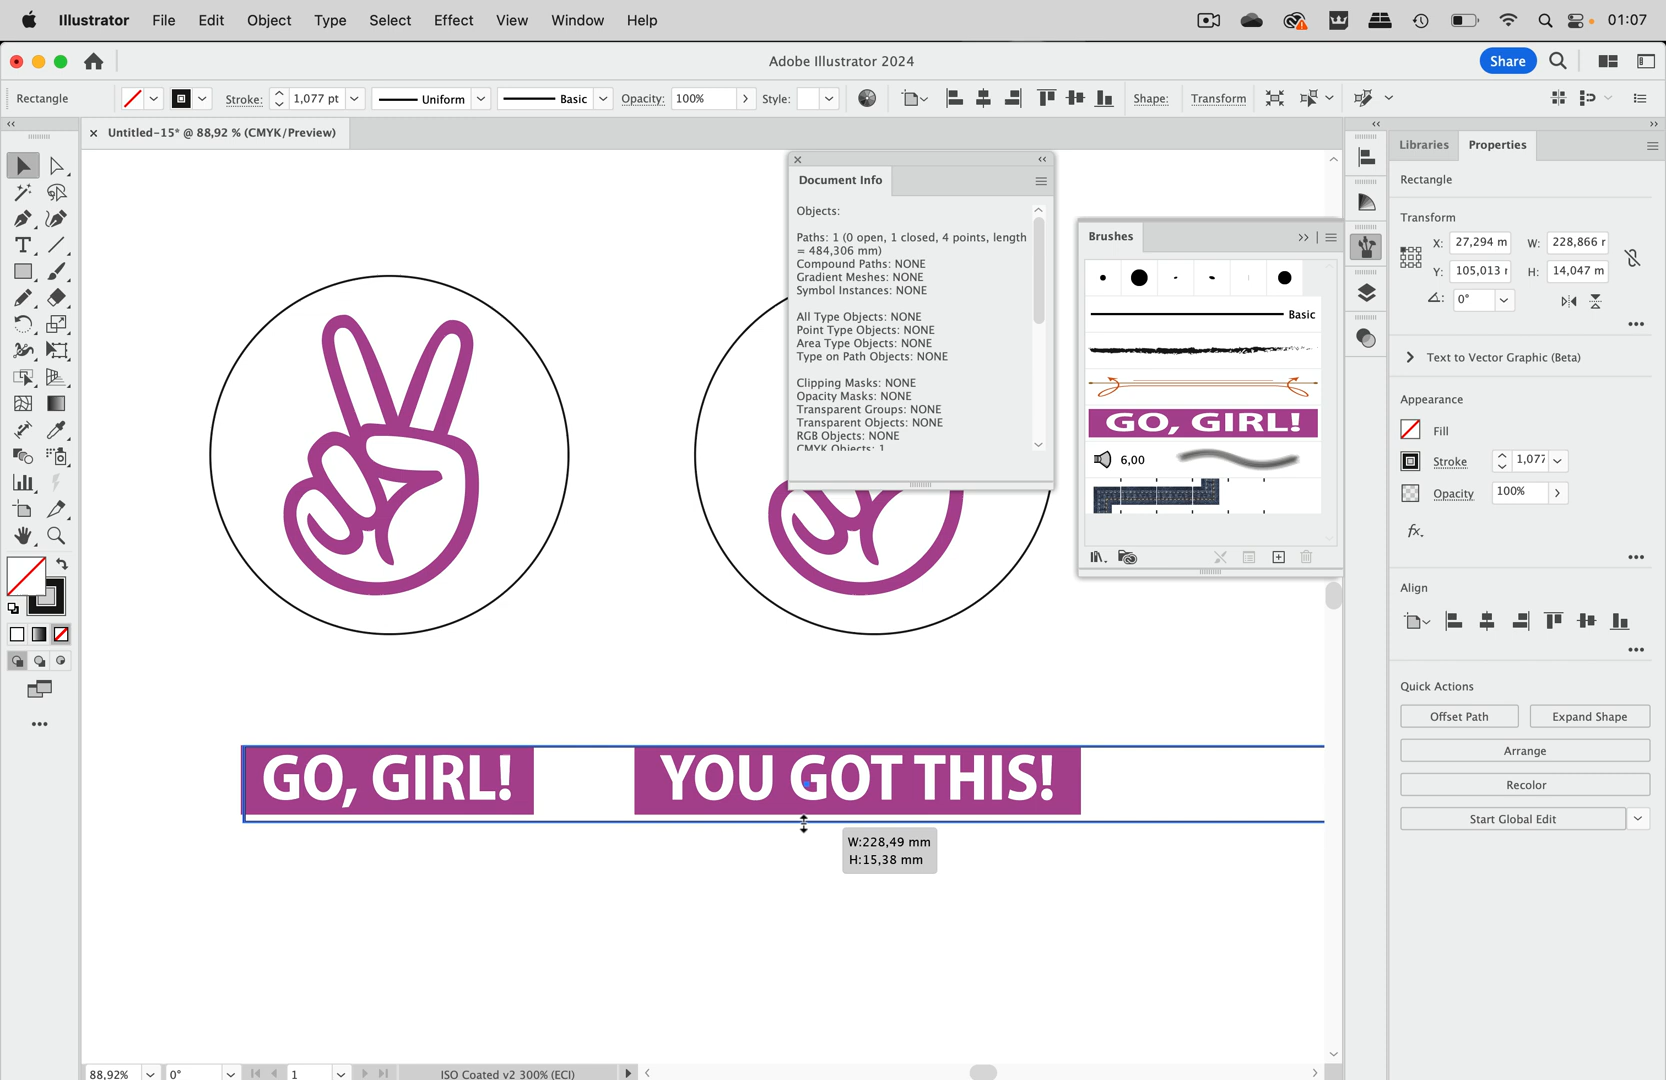 Illustrator File Edit Object Type Select Effect View Window Help 01:07
Adobe Illustrator 2024 Share
Rectangle Stroke: 1,077 pt Uniform Basic Opacity: 100% Style: Shape: Transform
Untitled-15* @ 88,92 % (CMYK/Preview)
Document Info
Objects:
Paths: 1 (0 open, 1 closed, 4 points, length
= 484,306 mm)
Compound Paths: NONE
Gradient Meshes: NONE
Symbol Instances: NONE
All Type Objects: NONE
Point Type Objects: NONE
Area Type Objects: NONE
Type on Path Objects: NONE
Clipping Masks: NONE
Opacity Masks: NONE
Transparent Groups: NONE
Transparent Objects: NONE
RGB Objects: NONE
CMYK Objects: 1
Brushes
Basic
GO, GIRL!
6,00
Libraries Properties
Rectangle
Transform
X: 27,294 m W: 228,866 r
Y: 105,013 r H: 14,047 m
0°
Text to Vector Graphic (Beta)
Appearance
Fill
Stroke 1,077
Opacity 100%
fx.
Align
Quick Actions
Offset Path Expand Shape
Arrange
Recolor
Start Global Edit
GO, GIRL! YOU GOT THIS!
W:228,49 mm
H:15,38 mm
88,92% 0° 1 ISO Coated v2 300% (ECI)